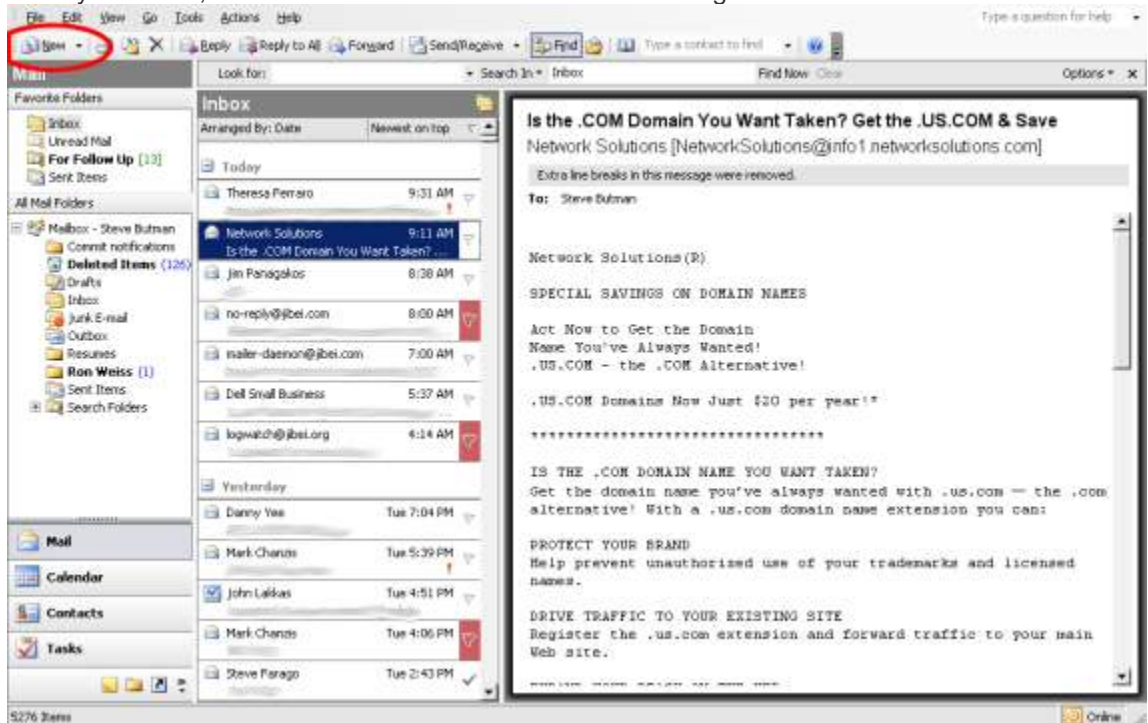 File Edit View Go Tools Actions Help Type a question for help
New Reply Reply to All Forward Send/Receive Find Type a contact to find
Mail Look for: Search In Inbox Find Now Clear Options
Favorite Folders
Inbox
Unread Mail
For Follow Up [13]
Sent Items
All Mail Folders
Mailbox - Steve Butman
Commit notifications
Deleted Items (126)
Drafts
Inbox
Junk E-mail
Outbox
Resumes
Ron Weiss (1)
Sent Items
Search Folders
Mail
Calendar
Contacts
Tasks
Inbox
Arranged By: Date Newest on top
Today
Theresa Ferraro 9:31 AM
Network Solutions 9:11 AM
Is the .COM Domain You Want Taken? ...
Jim Panagakos 8:38 AM
no-reply@jbei.com 8:00 AM
mailer-daemon@jbei.com 7:00 AM
Dell Small Business 5:37 AM
logwatch@jbei.org 4:14 AM
Yesterday
Danny Yee Tue 7:04 PM
Mark Chanzis Tue 5:39 PM
John Lakkas Tue 4:51 PM
Mark Chanzis Tue 4:06 PM
Steve Farago Tue 2:43 PM
Is the .COM Domain You Want Taken? Get the .US.COM & Save
Network Solutions [NetworkSolutions@info1.networksolutions.com]
Extra line breaks in this message were removed.
To: Steve Butman
Network Solutions(R)
SPECIAL SAVINGS ON DOMAIN NAMES
Act Now to Get the Domain
Name You've Always Wanted!
.US.COM - the .COM Alternative!
.US.COM Domains Now Just $20 per year!*
*********************************
IS THE .COM DOMAIN NAME YOU WANT TAKEN?
Get the domain name you've always wanted with .us.com — the .com
alternative! With a .us.com domain name extension you can:
PROTECT YOUR BRAND
Help prevent unauthorized use of your trademarks and licensed
names.
DRIVE TRAFFIC TO YOUR EXISTING SITE
Register the .us.com extension and forward traffic to your main
Web site.
5276 Items Online